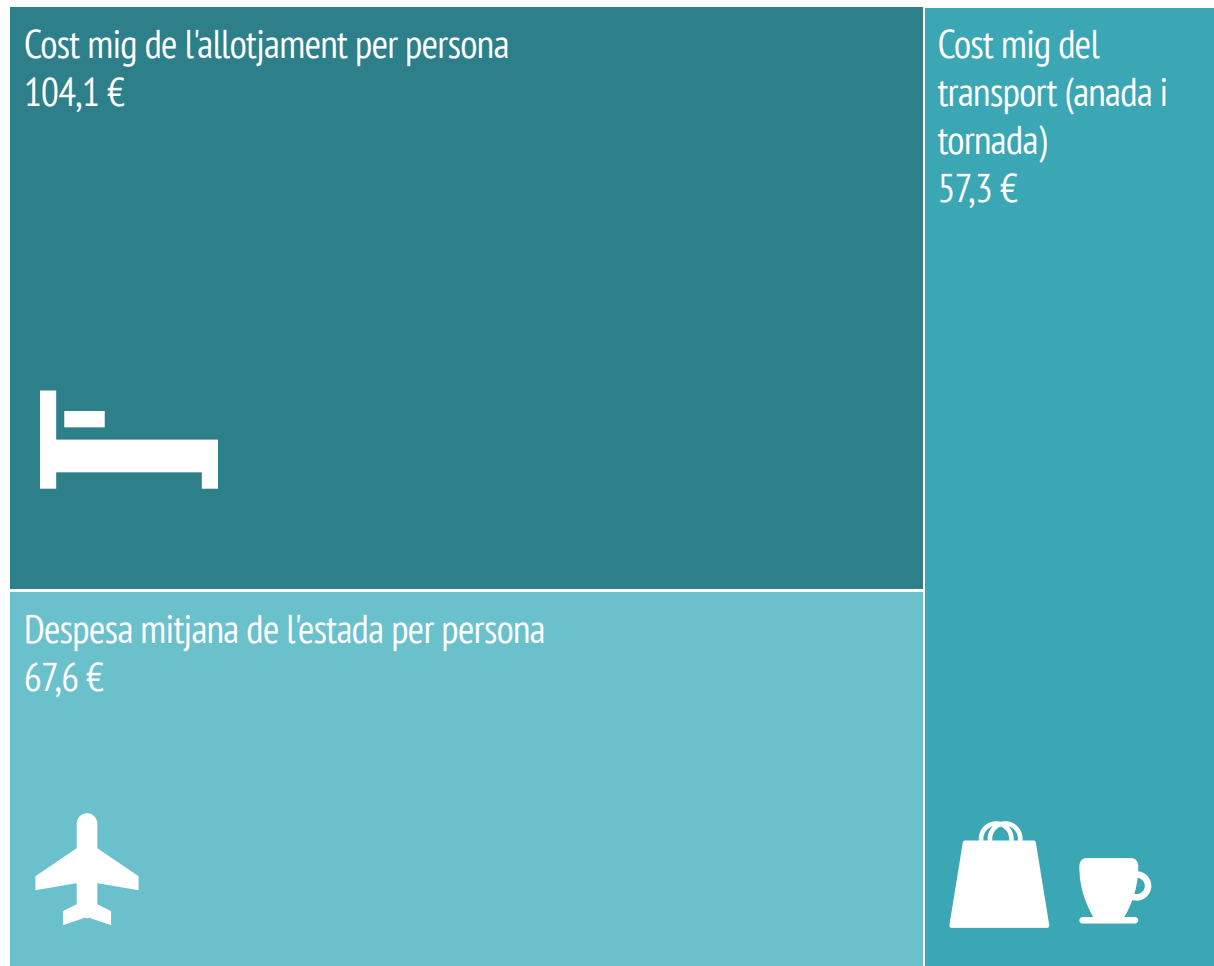 Cost mig de l'allotjament per persona
104,1 €
Cost mig del
transport (anada i
tornada)
57,3 €
Despesa mitjana de l'estada per persona
67,6 €